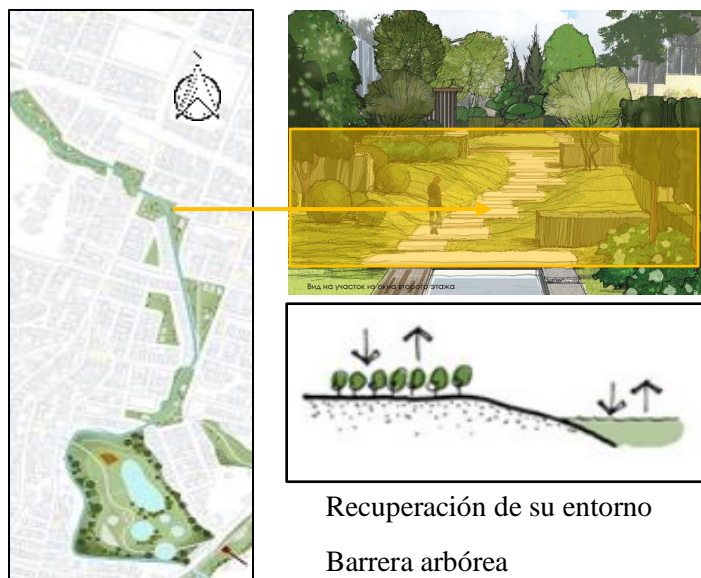 Вид на участок из окна второго этажа
Recuperación de su entorno
Barrera arbórea